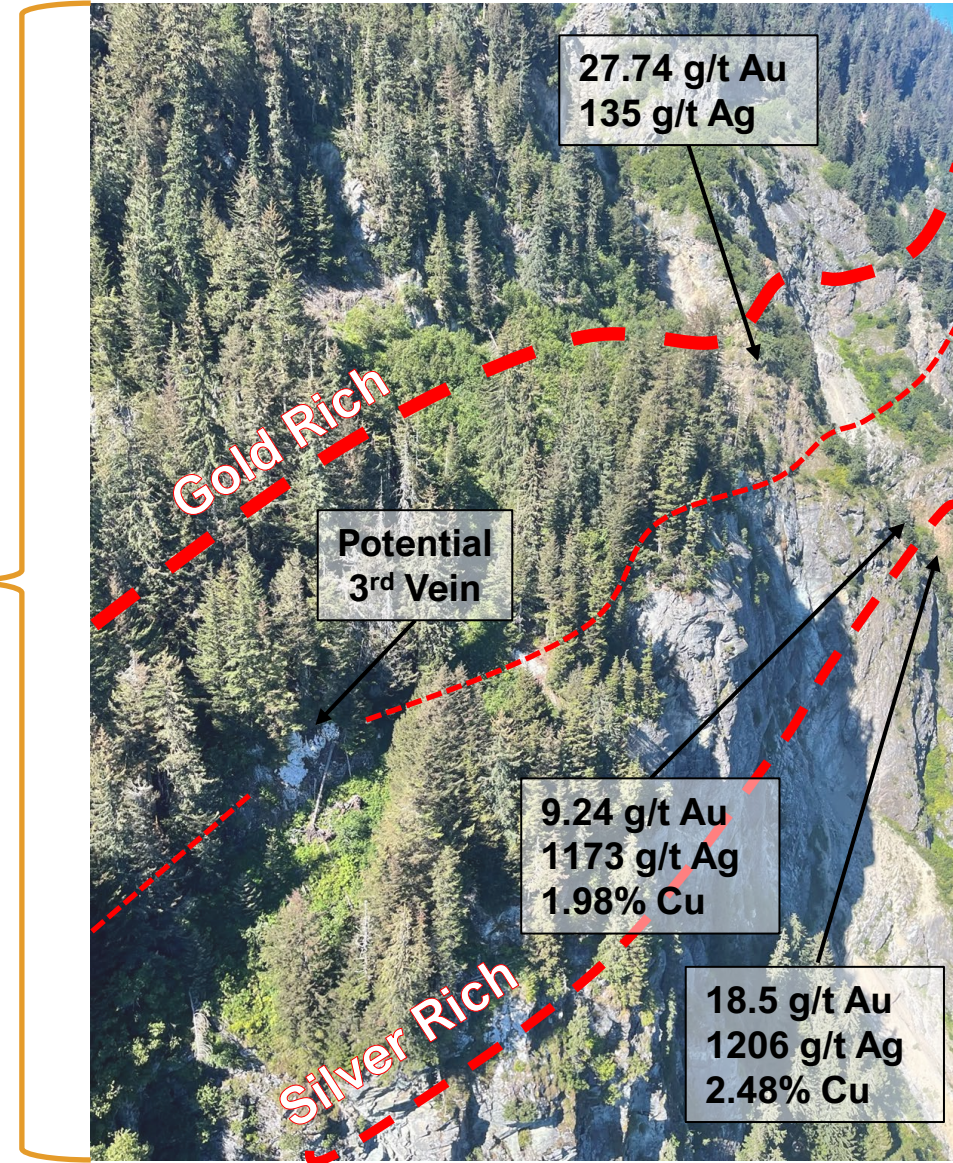 27.74 g/t Au
135 g/t Ag
Gold Rich
Potential
3rd Vein
9.24 g/t Au
1173 g/t Ag
1.98% Cu
Silver Rich
18.5 g/t Au
1206 g/t Ag
2.48% Cu